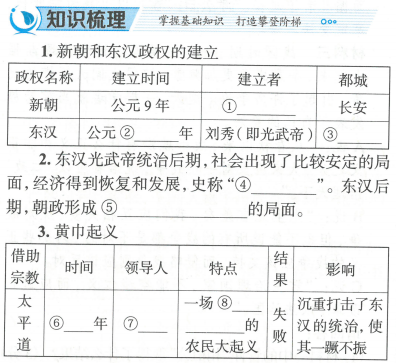 知识梳理 掌握基础知识 打造攀登阶梯
1. 新朝和东汉政权的建立
政权名称 建立时间 建立者 都城
新朝 公元 9 年 ①________ 长安
东汉 公元 ②____年 刘秀(即光武帝) ③____
2. 东汉光武帝统治后期,社会出现了比较安定的局
面,经济得到恢复和发展,史称“④________”。东汉后
期,朝政形成 ⑤____________的局面。
3. 黄巾起义
借助宗教 时间 领导人 特点 结果 影响
太平道 ⑥____年 ⑦____ 一场 ⑧____ ________的 农民大起义 失败 沉重打击了东汉的统治,使其一蹶不振